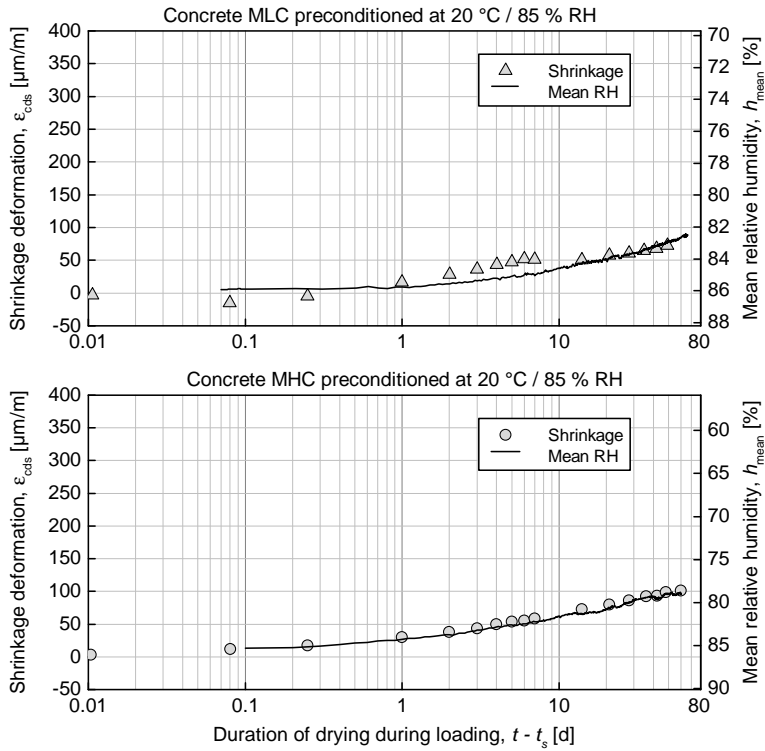 Concrete MLC preconditioned at 20 °C / 85 % RH
Shrinkage deformation, εcds [µm/m]
400
350
300
250
200
150
100
50
0
-50
Shrinkage
Mean RH
70
72
74
76
78
80
82
84
86
88
Mean relative humidity, hmean [%]
0.01 0.1 1 10 80
Concrete MHC preconditioned at 20 °C / 85 % RH
Shrinkage deformation, εcds [µm/m]
400
350
300
250
200
150
100
50
0
-50
Shrinkage
Mean RH
60
65
70
75
80
85
90
Mean relative humidity, hmean [%]
0.01 0.1 1 10 80
Duration of drying during loading, t - ts [d]